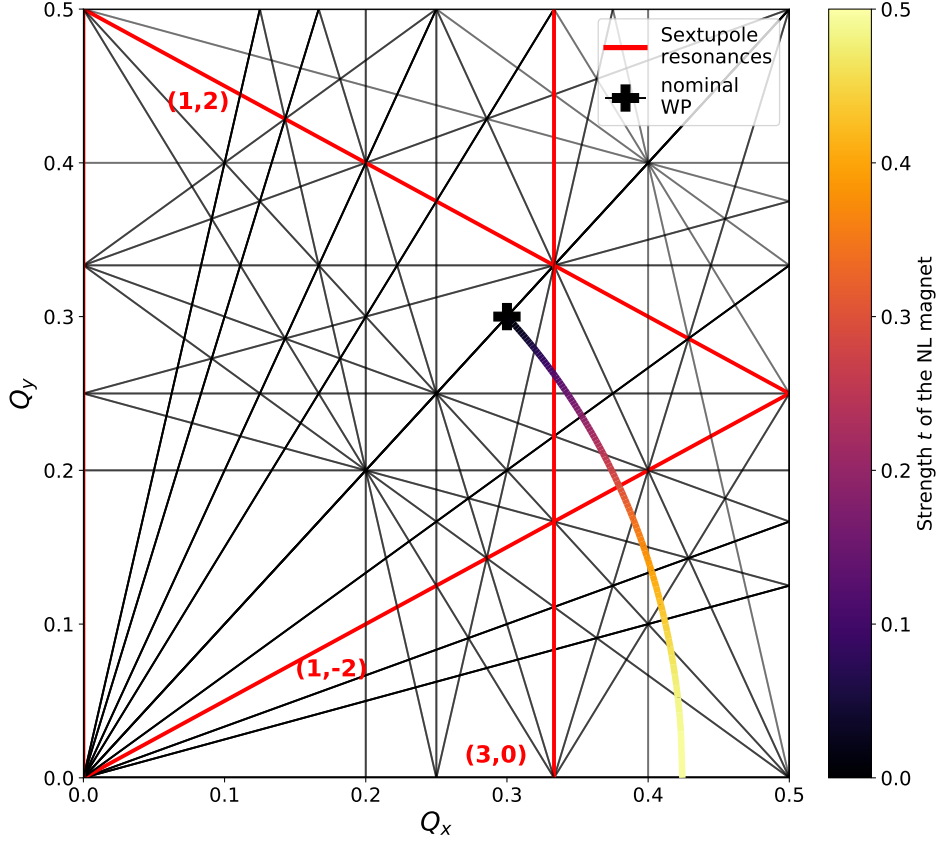 0.5
0.4
0.3
0.2
0.1
0.0
Q_y
0.0 0.1 0.2 0.3 0.4 0.5
Q_x
(1,2)
(1,-2)
(3,0)
Sextupole
resonances
nominal
WP
0.5
0.4
0.3
0.2
0.1
0.0
Strength t of the NL magnet